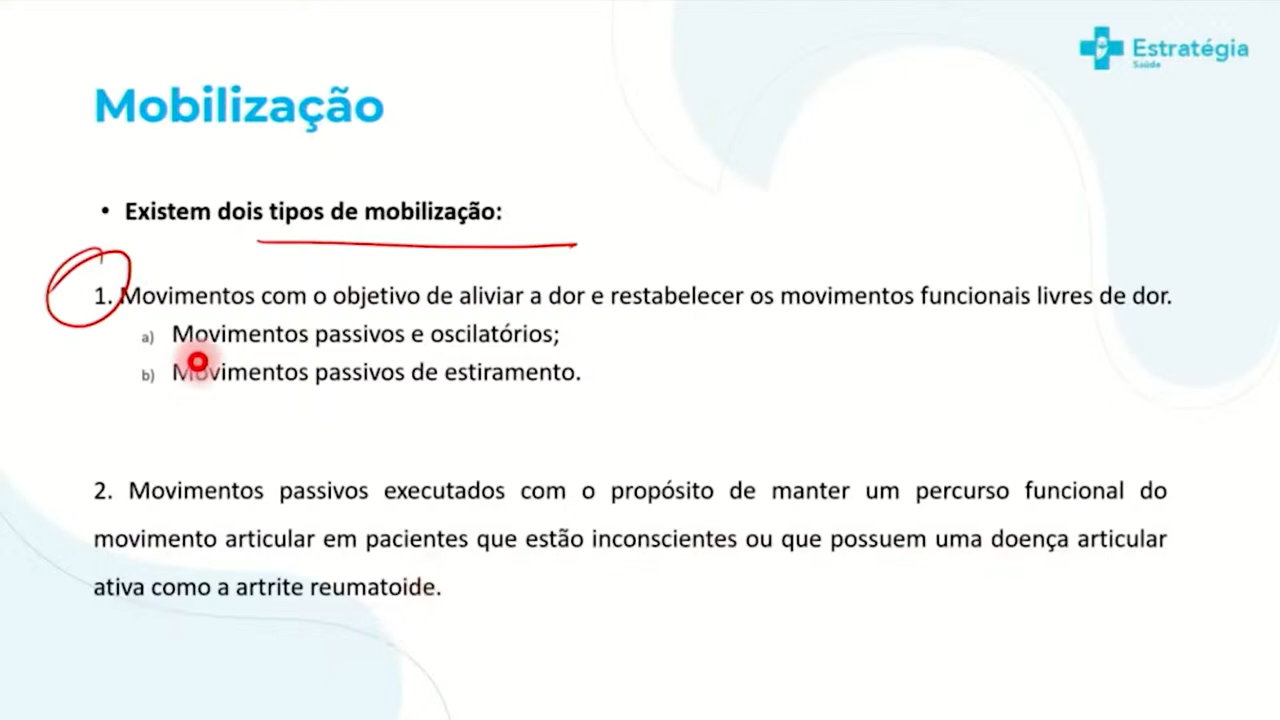 Estratégia
Saúde
Mobilização
• Existem dois tipos de mobilização:
1. Movimentos com o objetivo de aliviar a dor e restabelecer os movimentos funcionais livres de dor.
a) Movimentos passivos e oscilatórios;
b) Movimentos passivos de estiramento.
2. Movimentos passivos executados com o propósito de manter um percurso funcional do
movimento articular em pacientes que estão inconscientes ou que possuem uma doença articular
ativa como a artrite reumatoide.